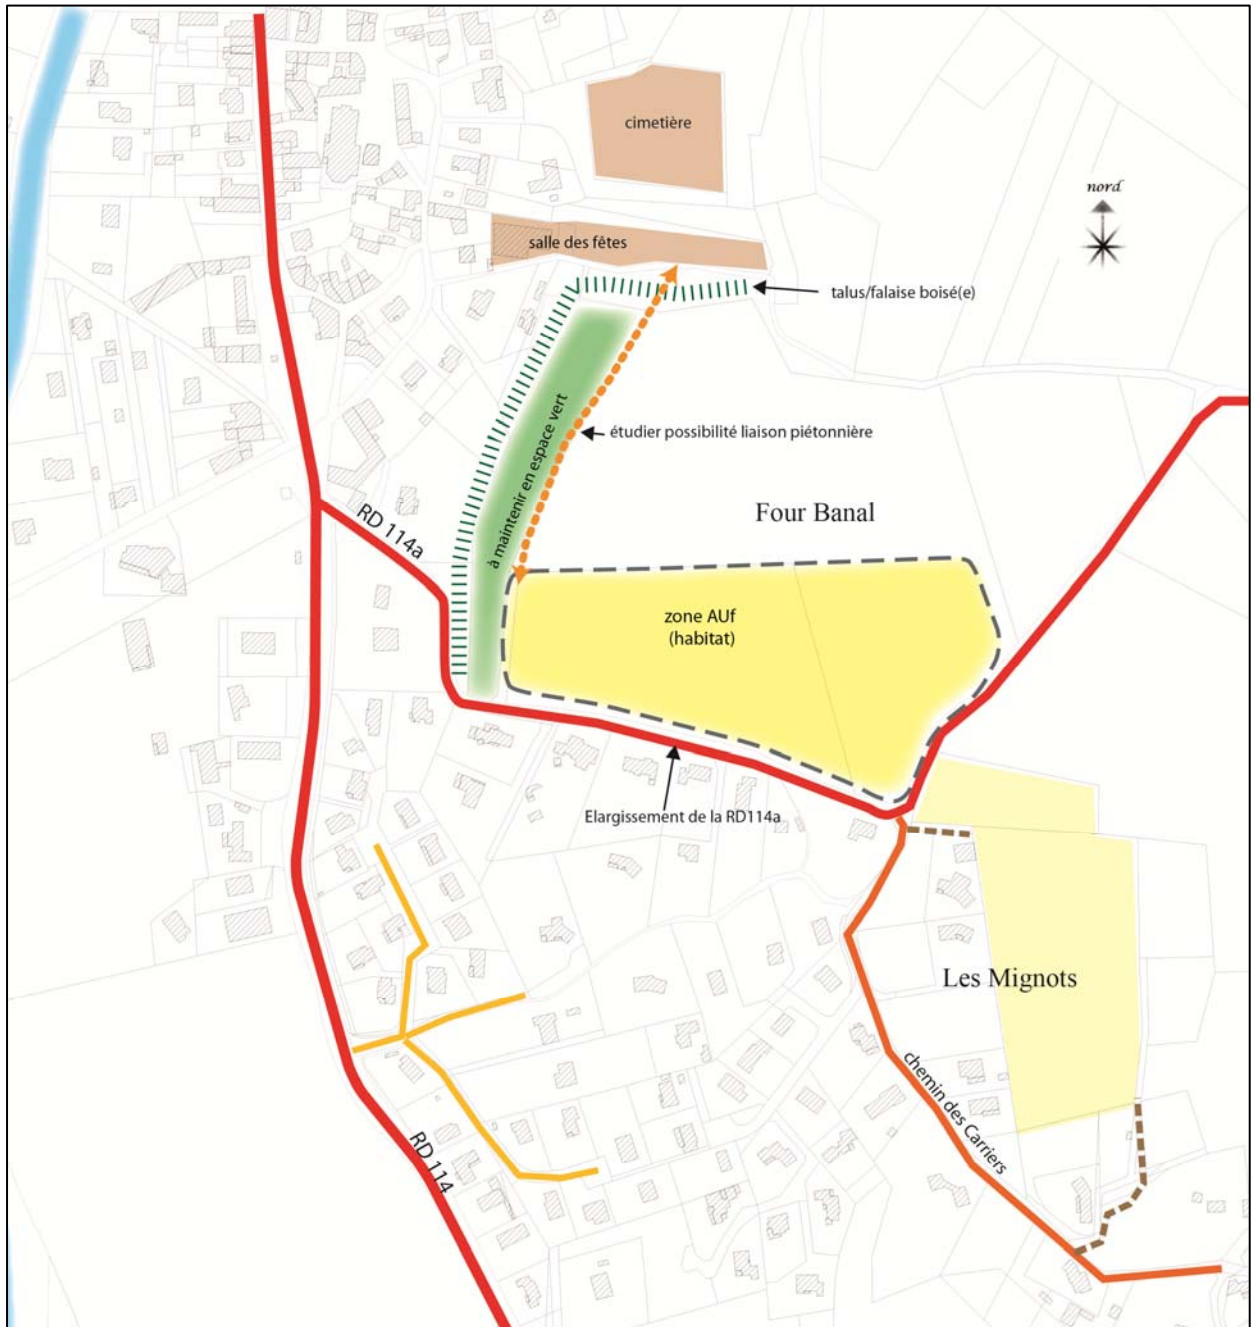 cimetière
nord
salle des fêtes
talus/falaise boisé(e)
à maintenir en espace vert
étudier possibilité liaison piétonnière
RD 114a
Four Banal
zone AUf
(habitat)
Elargissement de la RD114a
Les Mignots
chemin des Carriers
RD 114